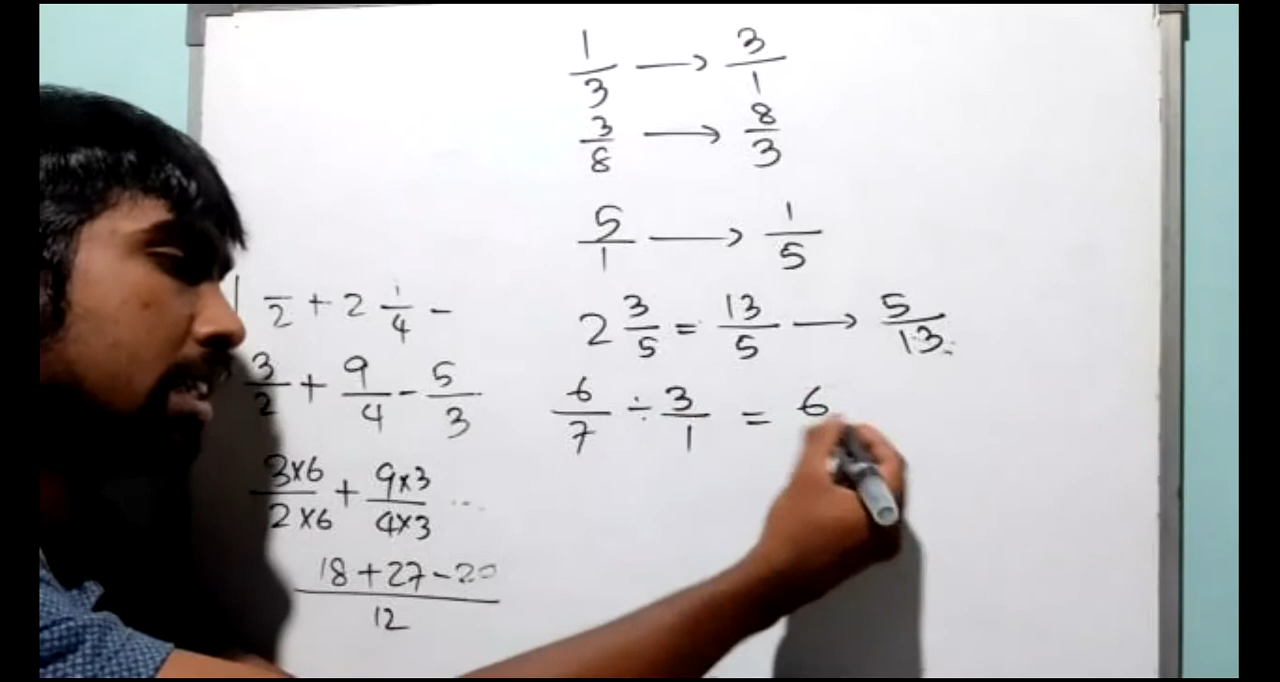 1/3 → 3/1
3/8 → 8/3
5/1 → 1/5
2 3/5 = 13/5 → 5/13
6/7 ÷ 3/1 = 6
1 /2 + 2 1/4 -
3/2 + 9/4 - 5/3
3×6/2×6 + 9×3/4×3 ...
18+27-20/12